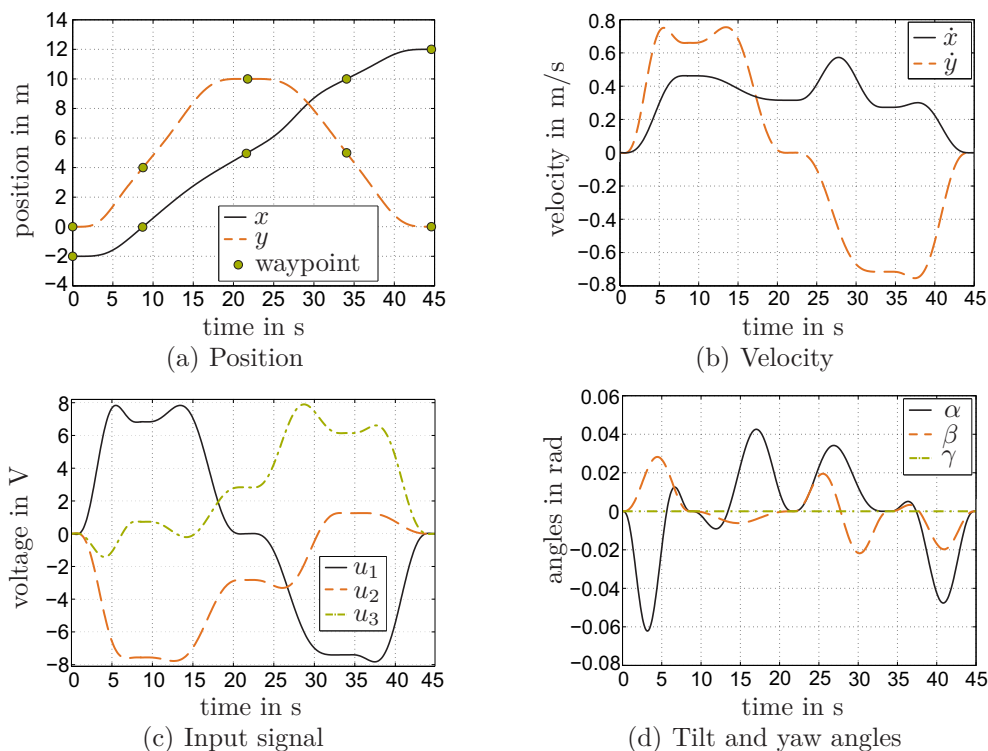 14
12
10
8
6
4
2
0
−2
−4
position in m
x
y
waypoint
0 5 10 15 20 25 30 35 40 45
time in s
(a) Position
0.8
0.6
0.4
0.2
0
−0.2
−0.4
−0.6
−0.8
velocity in m/s
ẋ
ẏ
0 5 10 15 20 25 30 35 40 45
time in s
(b) Velocity
8
6
4
2
0
−2
−4
−6
−8
voltage in V
u1
u2
u3
0 5 10 15 20 25 30 35 40 45
time in s
(c) Input signal
0.06
0.04
0.02
0
−0.02
−0.04
−0.06
−0.08
angles in rad
α
β
γ
0 5 10 15 20 25 30 35 40 45
time in s
(d) Tilt and yaw angles